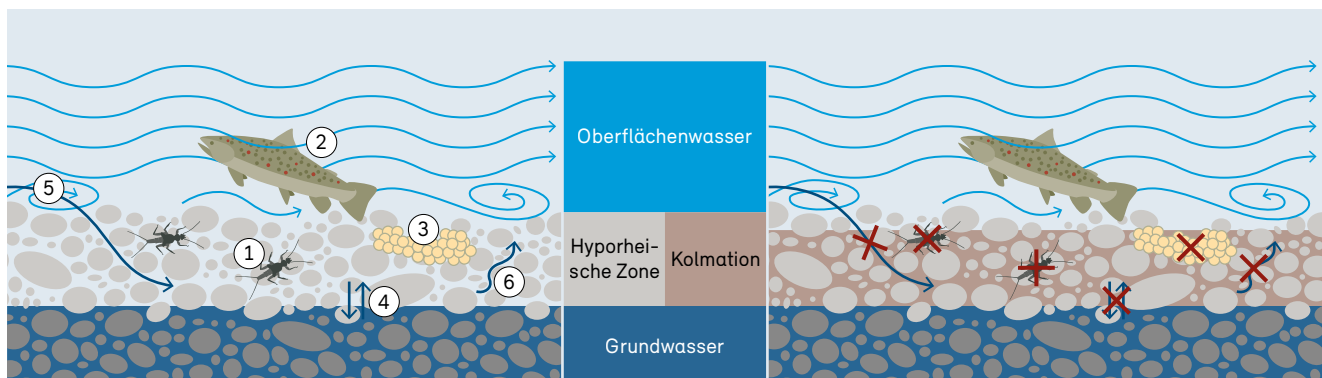 Oberflächenwasser
2
5
3
1
Hyporhei-
sche Zone
Kolmation
6
4
Grundwasser